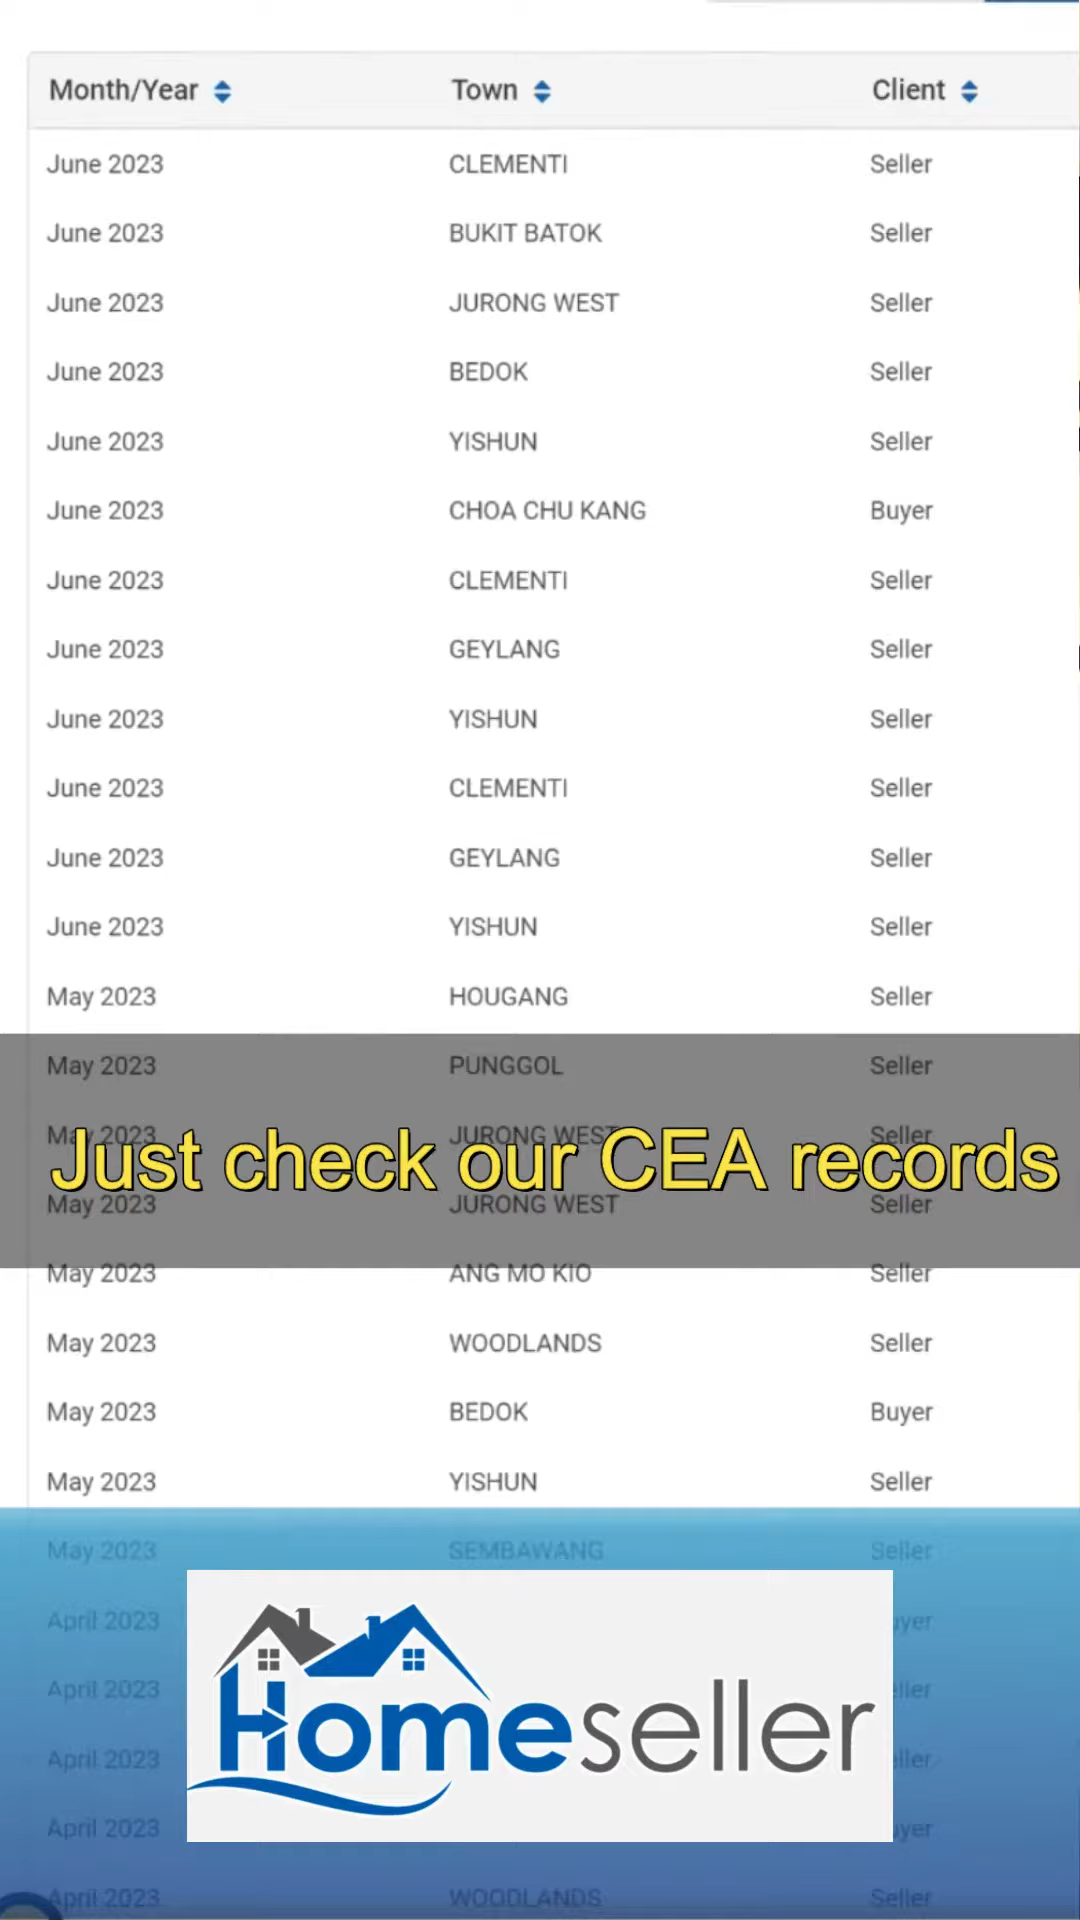 Month/Year Town Client
June 2023 CLEMENTI Seller
June 2023 BUKIT BATOK Seller
June 2023 JURONG WEST Seller
June 2023 BEDOK Seller
June 2023 YISHUN Seller
June 2023 CHOA CHU KANG Buyer
June 2023 CLEMENTI Seller
June 2023 GEYLANG Seller
June 2023 YISHUN Seller
June 2023 CLEMENTI Seller
June 2023 GEYLANG Seller
June 2023 YISHUN Seller
May 2023 HOUGANG Seller
May 2023 PUNGGOL Seller
May 2023 JURONG WEST Seller
Just check our CEA records
May 2023 JURONG WEST Seller
May 2023 ANG MO KIO Seller
May 2023 WOODLANDS Seller
May 2023 BEDOK Buyer
May 2023 YISHUN Seller
May 2023 SEMBAWANG Seller
April 2023
April 2023
Homeseller
April 2023
April 2023
April 2023 WOODLANDS Seller